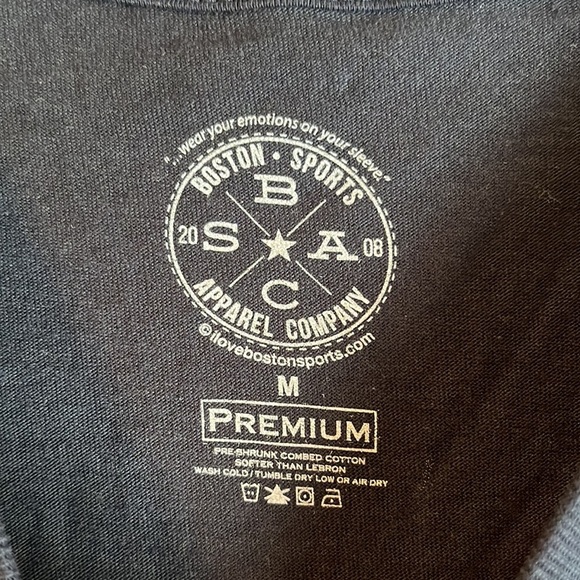 "...wear your emotions on your sleeve."
BOSTON • SPORTS
B
20 S ★ A 08
C
APPAREL COMPANY
©ilovebostonsports.com
M
PREMIUM
PRE-SHRUNK COMBED COTTON
SOFTER THAN LEBRON
WASH COLD / TUMBLE DRY LOW OR AIR DRY